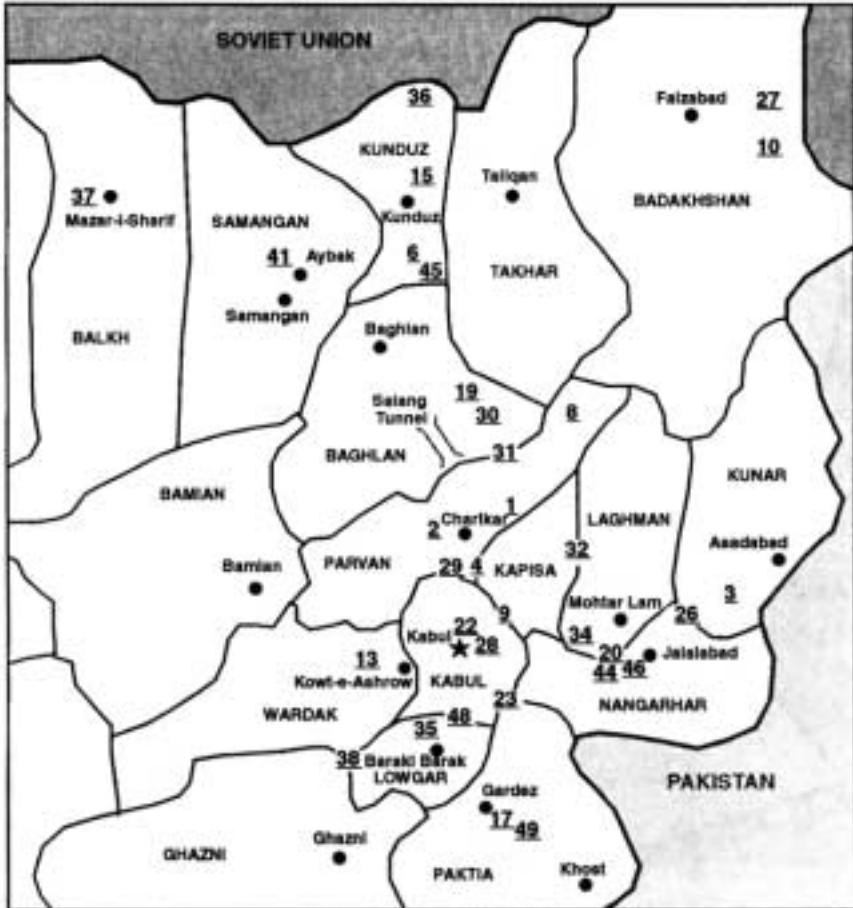 SOVIET UNION
36
Faizabad
27
KUNDUZ
10
15
Taliqan
37
Mazar-i-Sharif
SAMANGAN
Kunduz
BADAKHSHAN
41
Aybak
6
45
TAKHAR
Samangan
BALKH
Baghlan
19
Salang
Tunnel
30
8
31
BAGHLAN
KUNAR
BAMIAN
1
2
Charikar
LAGHMAN
32
Asadabad
Bamian
PARVAN
29
4
KAPISA
3
Mohtar Lam
9
26
22
Kabul
28
34
20
13
44
46
Jalalabad
Kowt-e-Ashrow
KABUL
23
NANGARHAR
WARDAK
48
35
38
Baraki Barak
LOWGAR
PAKISTAN
Gardez
17
49
Ghazni
GHAZNI
PAKTIA
Khost